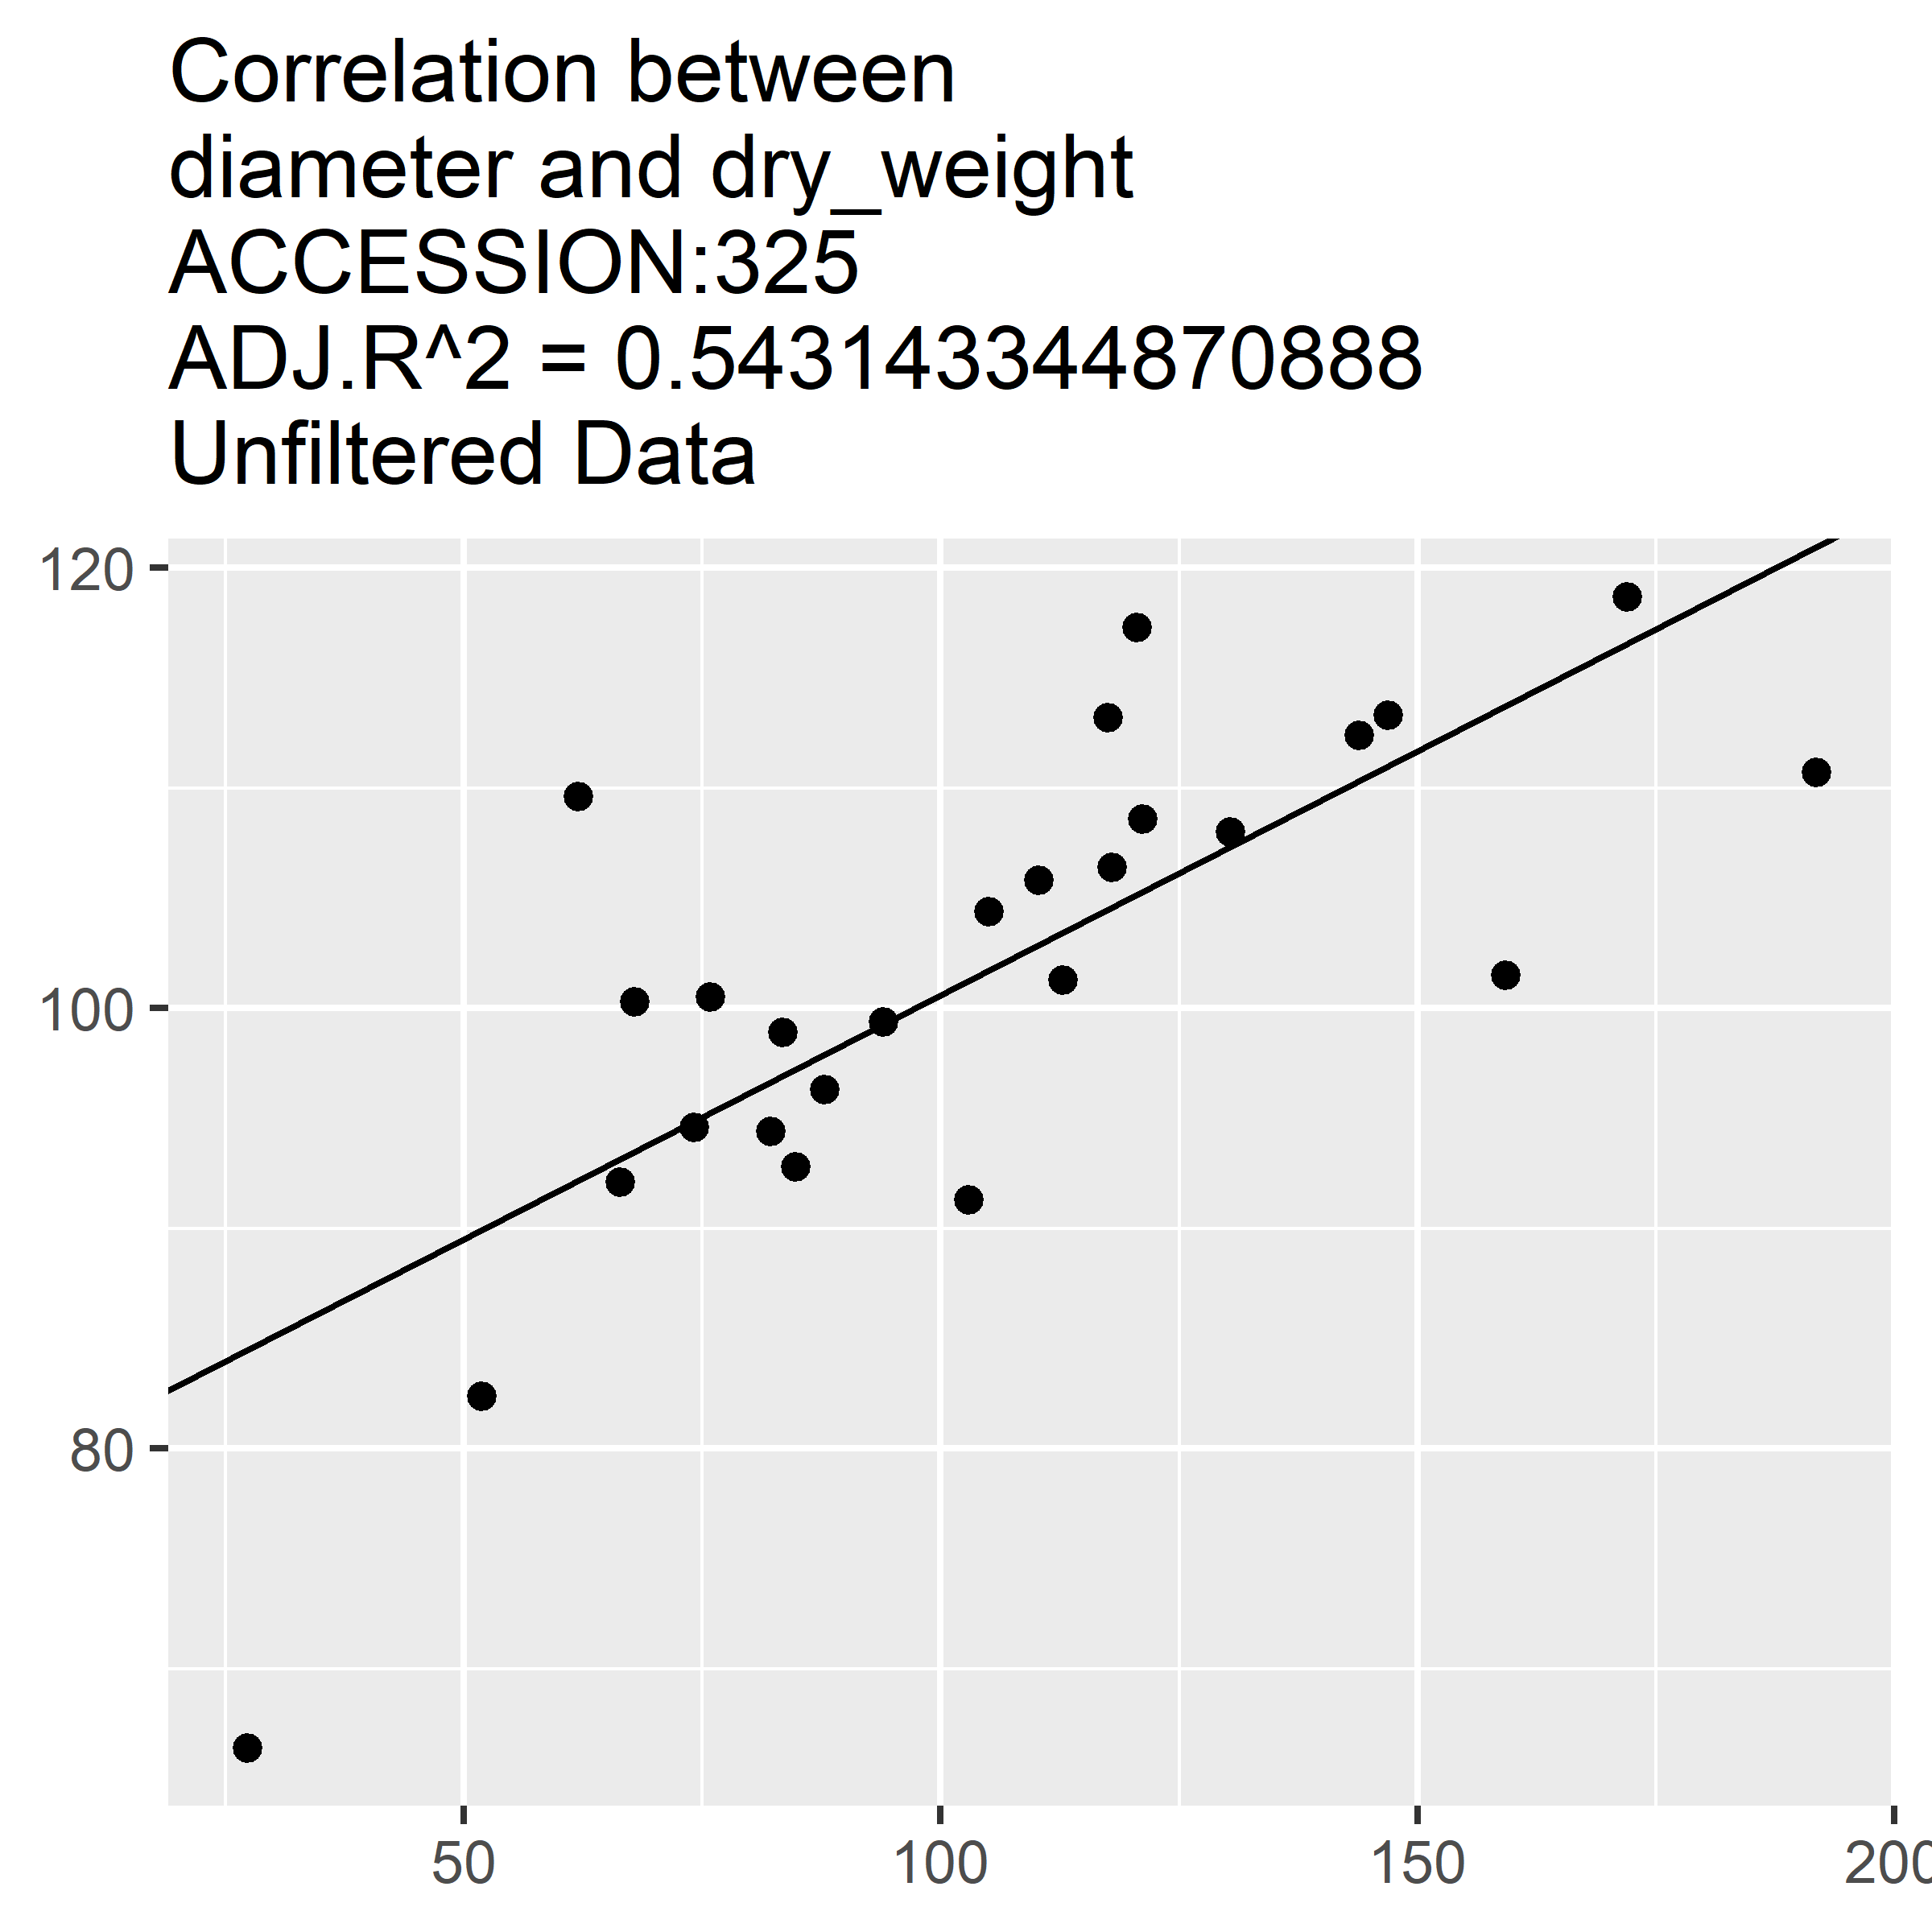 Correlation between
diameter and dry_weight
ACCESSION:325
ADJ.R^2 = 0.543143344870888
Unfiltered Data
120
100
80
50 100 150 200